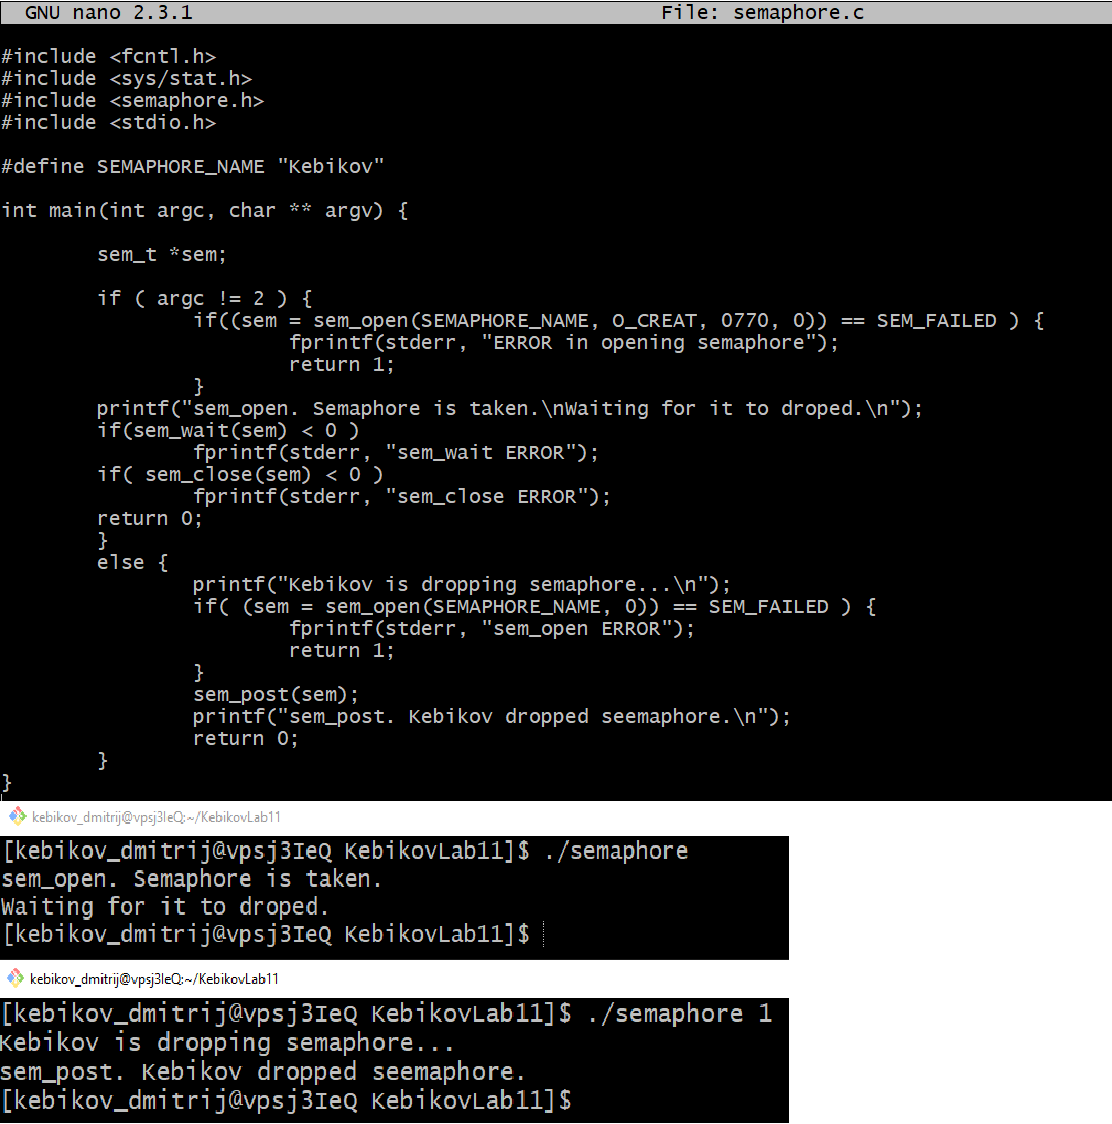 GNU nano 2.3.1 File: semaphore.c
#include <fcntl.h>
#include <sys/stat.h>
#include <semaphore.h>
#include <stdio.h>
#define SEMAPHORE_NAME "Kebikov"
int main(int argc, char ** argv) {
sem_t *sem;
if ( argc != 2 ) {
if((sem = sem_open(SEMAPHORE_NAME, O_CREAT, 0770, 0)) == SEM_FAILED ) {
fprintf(stderr, "ERROR in opening semaphore");
return 1;
}
printf("sem_open. Semaphore is taken.\nWaiting for it to droped.\n");
if(sem_wait(sem) < 0 )
fprintf(stderr, "sem_wait ERROR");
if( sem_close(sem) < 0 )
fprintf(stderr, "sem_close ERROR");
return 0;
}
else {
printf("Kebikov is dropping semaphore...\n");
if( (sem = sem_open(SEMAPHORE_NAME, 0)) == SEM_FAILED ) {
fprintf(stderr, "sem_open ERROR");
return 1;
}
sem_post(sem);
printf("sem_post. Kebikov dropped seemaphore.\n");
return 0;
}
}
kebikov_dmitrij@vpsj3IeQ:~/KebikovLab11
[kebikov_dmitrij@vpsj3IeQ KebikovLab11]$ ./semaphore
sem_open. Semaphore is taken.
Waiting for it to droped.
[kebikov_dmitrij@vpsj3IeQ KebikovLab11]$
kebikov_dmitrij@vpsj3IeQ:~/KebikovLab11
[kebikov_dmitrij@vpsj3IeQ KebikovLab11]$ ./semaphore 1
Kebikov is dropping semaphore...
sem_post. Kebikov dropped seemaphore.
[kebikov_dmitrij@vpsj3IeQ KebikovLab11]$